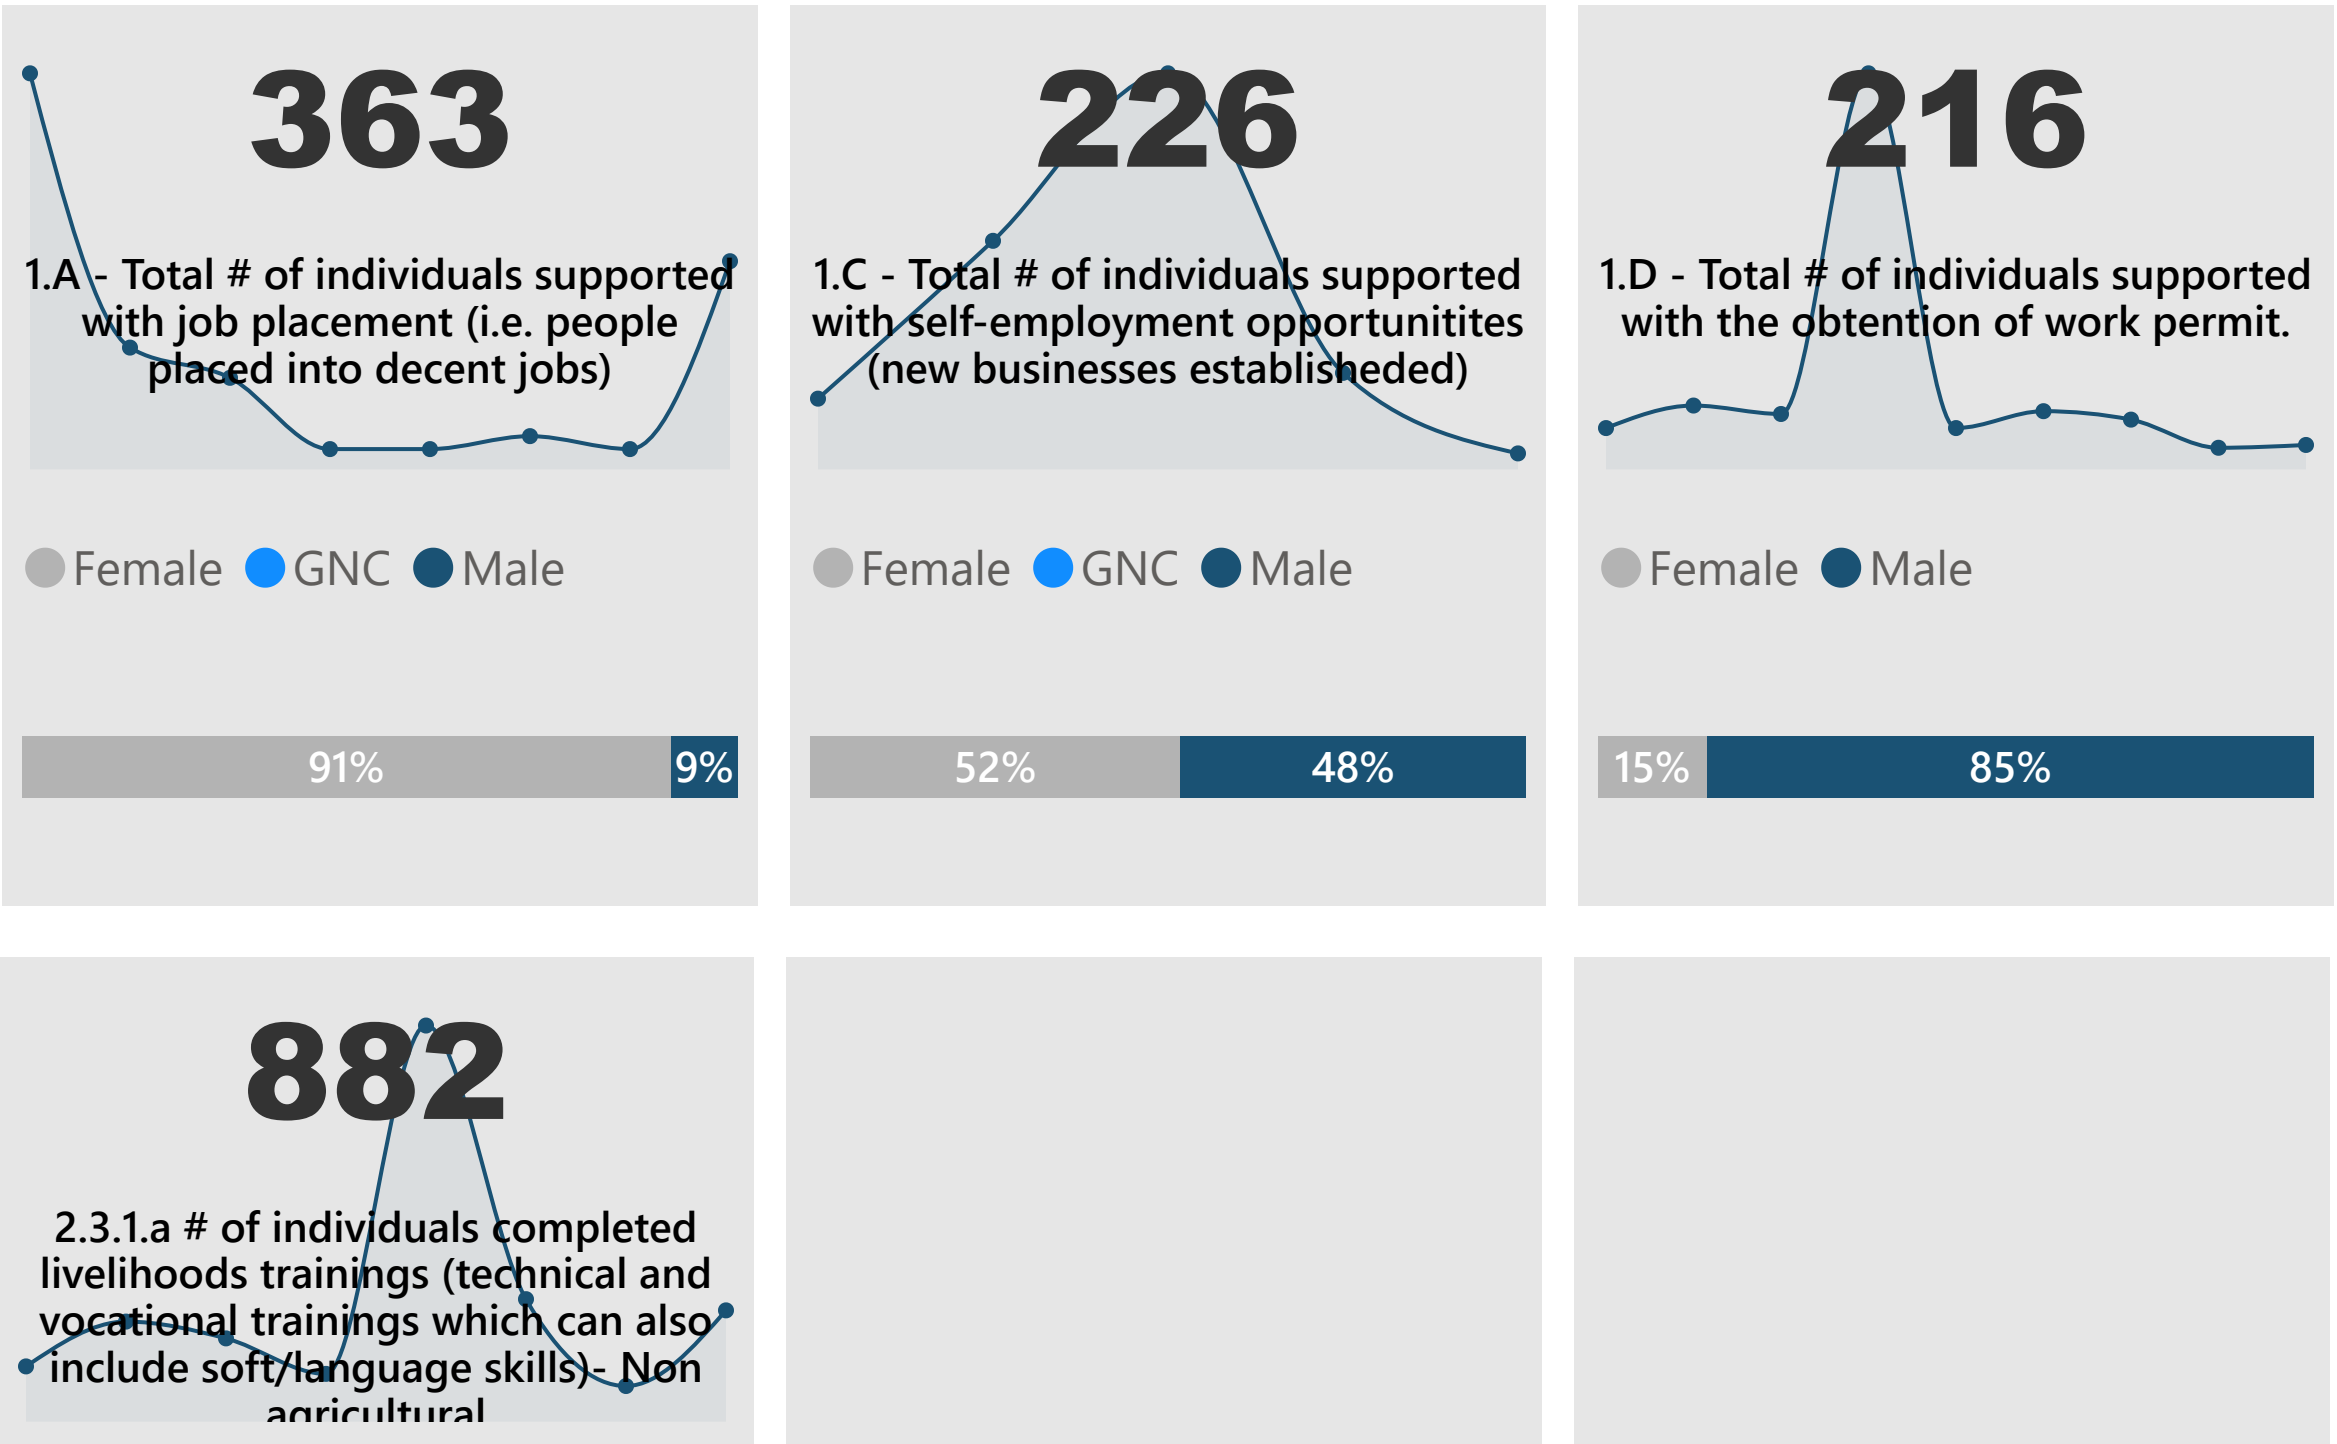 363
1.A - Total # of individuals supported
with job placement (i.e. people
placed into decent jobs)
Female GNC Male
91% 9%
226
1.C - Total # of individuals supported
with self-employment opportunitites
(new businesses establisheded)
Female GNC Male
52% 48%
216
1.D - Total # of individuals supported
with the obtention of work permit.
Female Male
15% 85%
882
2.3.1.a # of individuals completed
livelihoods trainings (technical and
vocational trainings which can also
include soft/language skills)- Non
agricultural